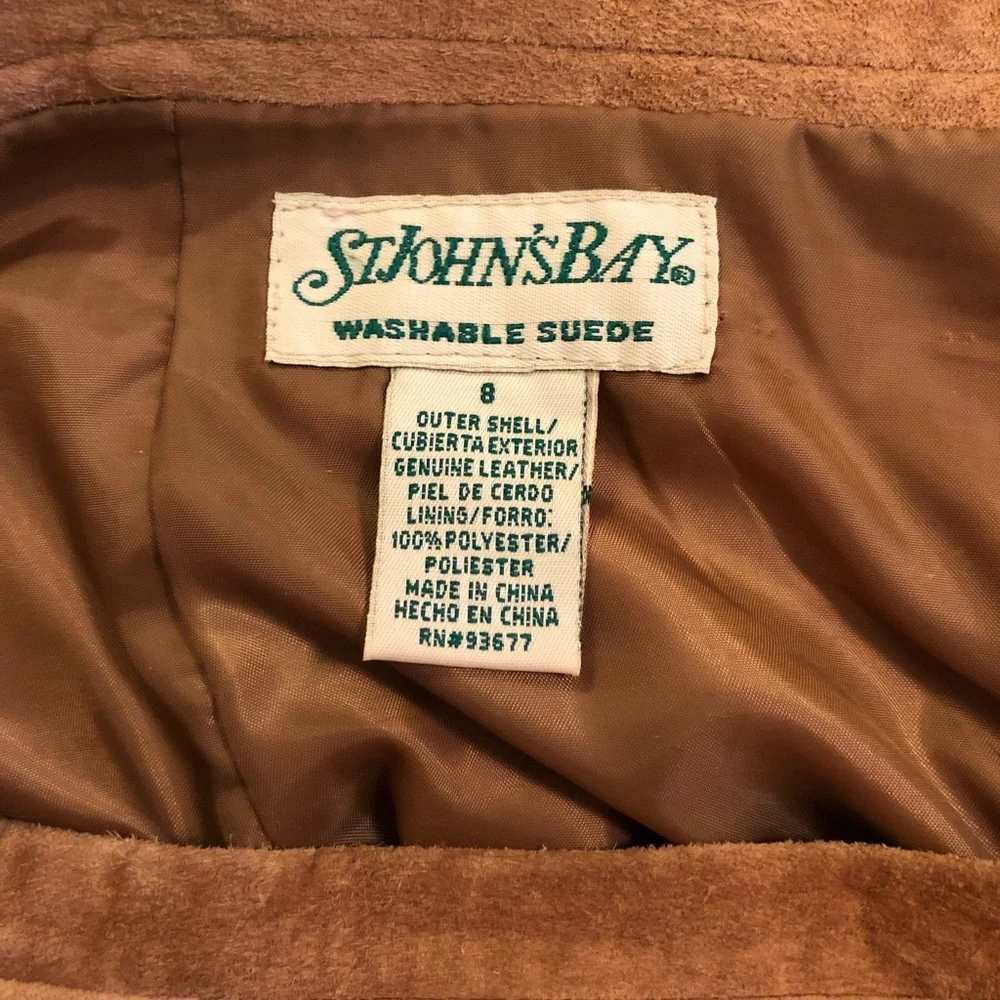 ST.JOHN'S BAY®
WASHABLE SUEDE
8
OUTER SHELL/
CUBIERTA EXTERIOR
GENUINE LEATHER/
PIEL DE CERDO
LINING/FORRO:
100% POLYESTER/
POLIESTER
MADE IN CHINA
HECHO EN CHINA
RN#93677